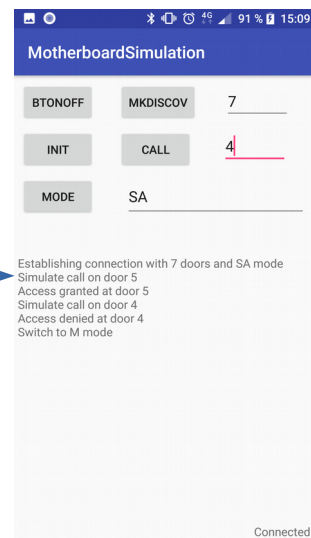 4G 91 % 15:09
MotherboardSimulation
BTONOFF MKDISCOV 7
INIT CALL 4
MODE SA
Establishing connection with 7 doors and SA mode
Simulate call on door 5
Access granted at door 5
Simulate call on door 4
Access denied at door 4
Switch to M mode
Connected